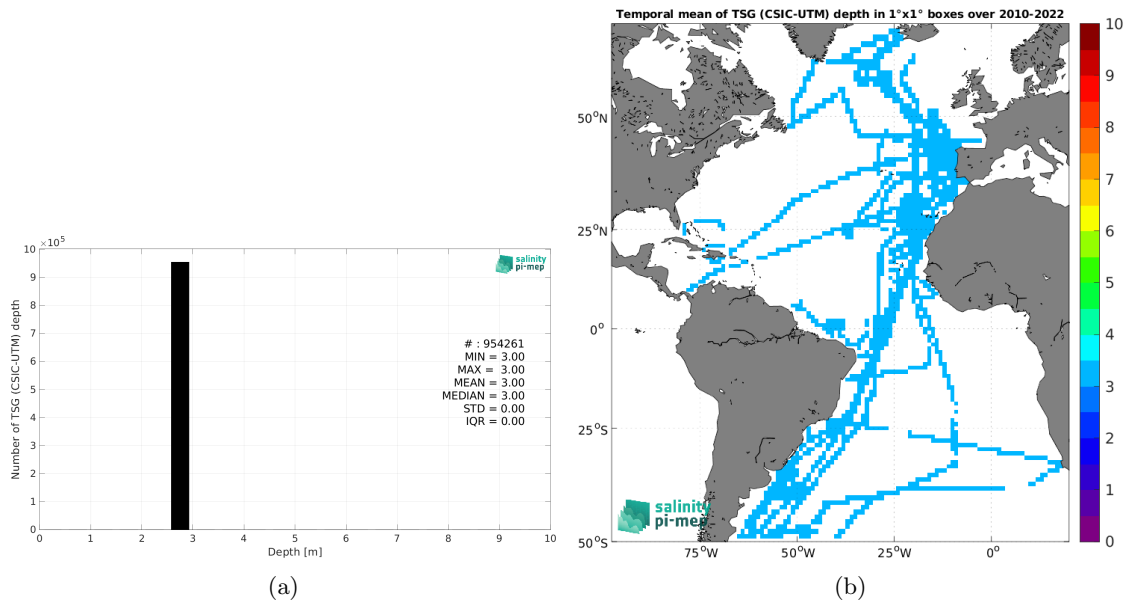 ×10⁵
10
9
8
7
6
5
4
3
2
1
0
Number of TSG (CSIC-UTM) depth
salinity
pi-mep
# : 954261
MIN = 3.00
MAX = 3.00
MEAN = 3.00
MEDIAN = 3.00
STD = 0.00
IQR = 0.00
0 1 2 3 4 5 6 7 8 9 10
Depth [m]
(a)
Temporal mean of TSG (CSIC-UTM) depth in 1°x1° boxes over 2010-2022
50°N
25°N
0°
25°S
50°S
salinity
pi-mep
75°W 50°W 25°W 0°
10
9
8
7
6
5
4
3
2
1
0
(b)